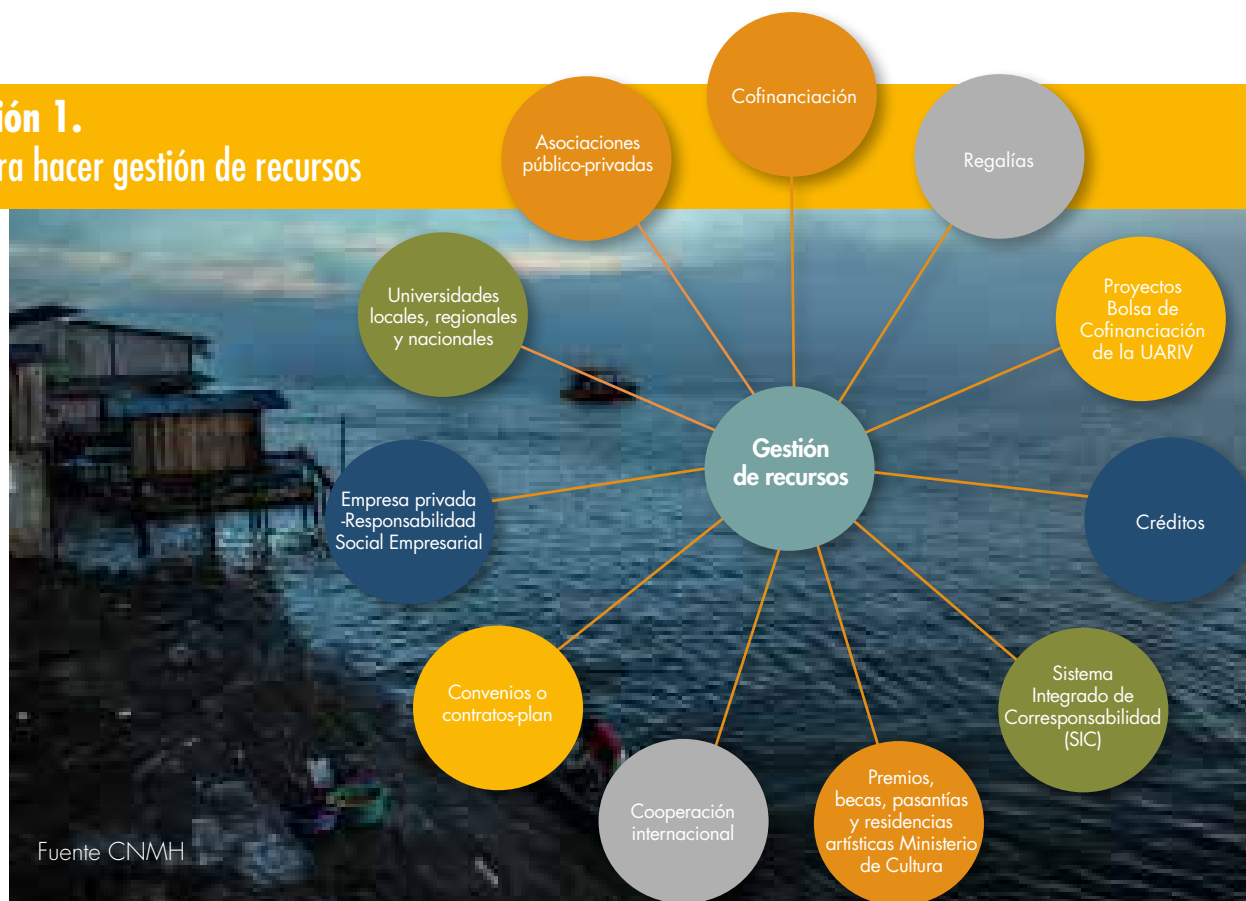 ión 1.
ra hacer gestión de recursos
Cofinanciación
Asociaciones
público-privadas
Regalías
Universidades
locales, regionales
y nacionales
Proyectos
Bolsa de
Cofinanciación
de la UARIV
Gestión
de recursos
Empresa privada
-Responsabilidad
Social Empresarial
Créditos
Convenios o
contratos-plan
Sistema
Integrado de
Corresponsabilidad
(SIC)
Cooperación
internacional
Premios,
becas, pasantías
y residencias
artísticas Ministerio
de Cultura
Fuente CNMH